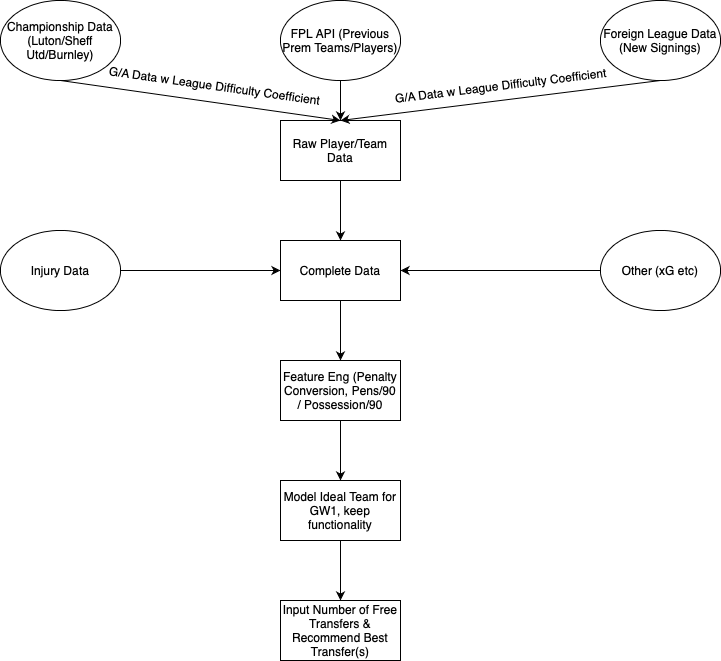 Championship Data
(Luton/Sheff
Utd/Burnley)
FPL API (Previous
Prem Teams/Players)
Foreign League Data
(New Signings)
G/A Data w League Difficulty Coefficient
G/A Data w League Difficulty Coefficient
Raw Player/Team
Data
Injury Data
Complete Data
Other (xG etc)
Feature Eng (Penalty
Conversion, Pens/90
/ Possession/90
Model Ideal Team for
GW1, keep
functionality
Input Number of Free
Transfers &
Recommend Best
Transfer(s)